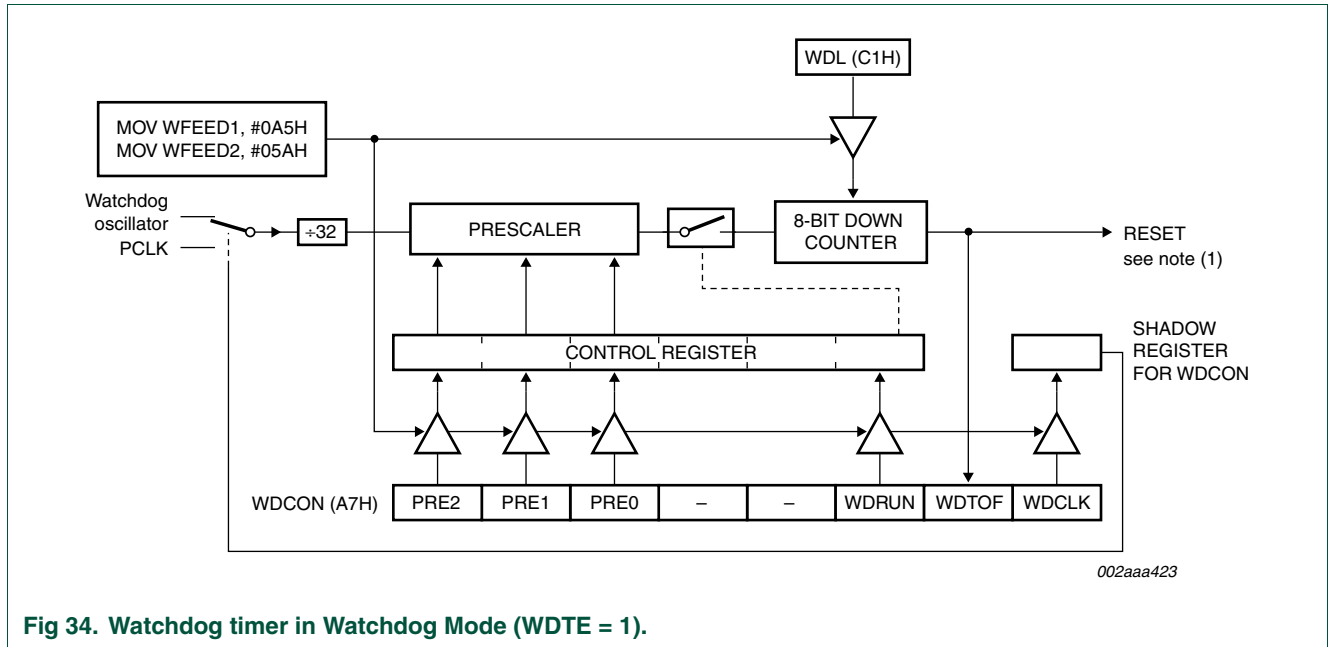 WDL (C1H)
MOV WFEED1, #0A5H
MOV WFEED2, #05AH
Watchdog
oscillator
PCLK
÷32
PRESCALER
8-BIT DOWN
COUNTER
RESET
see note (1)
CONTROL REGISTER
SHADOW
REGISTER
FOR WDCON
WDCON (A7H)
PRE2 PRE1 PRE0 – – WDRUN WDTOF WDCLK
002aaa423
Fig 34. Watchdog timer in Watchdog Mode (WDTE = 1).